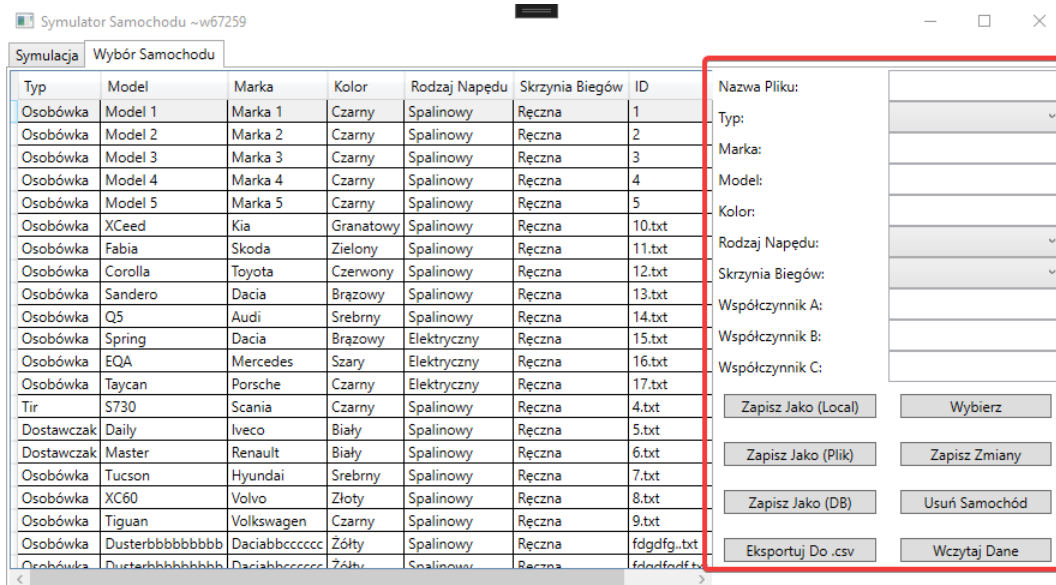 Symulator Samochodu ~w67259
Symulacja Wybór Samochodu
Typ Model Marka Kolor Rodzaj Napędu Skrzynia Biegów ID
Osobówka Model 1 Marka 1 Czarny Spalinowy Ręczna 1
Osobówka Model 2 Marka 2 Czarny Spalinowy Ręczna 2
Osobówka Model 3 Marka 3 Czarny Spalinowy Ręczna 3
Osobówka Model 4 Marka 4 Czarny Spalinowy Ręczna 4
Osobówka Model 5 Marka 5 Czarny Spalinowy Ręczna 5
Osobówka XCeed Kia Granatowy Spalinowy Ręczna 10.txt
Osobówka Fabia Skoda Zielony Spalinowy Ręczna 11.txt
Osobówka Corolla Toyota Czerwony Spalinowy Ręczna 12.txt
Osobówka Sandero Dacia Brązowy Spalinowy Ręczna 13.txt
Osobówka Q5 Audi Srebrny Spalinowy Ręczna 14.txt
Osobówka Spring Dacia Brązowy Elektryczny Ręczna 15.txt
Osobówka EQA Mercedes Szary Elektryczny Ręczna 16.txt
Osobówka Taycan Porsche Czarny Elektryczny Ręczna 17.txt
Tir S730 Scania Czarny Spalinowy Ręczna 4.txt
Dostawczak Daily Iveco Biały Spalinowy Ręczna 5.txt
Dostawczak Master Renault Biały Spalinowy Ręczna 6.txt
Osobówka Tucson Hyundai Srebrny Spalinowy Ręczna 7.txt
Osobówka XC60 Volvo Złoty Spalinowy Ręczna 8.txt
Osobówka Tiguan Volkswagen Czarny Spalinowy Ręczna 9.txt
Osobówka Dusterbbbbbbbbb Daciabbcccccc Żółty Spalinowy Ręczna fdgdfg..txt
Osobówka Żółty Spalinowy Ręczna
Nazwa Pliku:
Typ:
Marka:
Model:
Kolor:
Rodzaj Napędu:
Skrzynia Biegów:
Współczynnik A:
Współczynnik B:
Współczynnik C:
Zapisz Jako (Local) Wybierz
Zapisz Jako (Plik) Zapisz Zmiany
Zapisz Jako (DB) Usuń Samochód
Eksportuj Do .csv Wczytaj Dane